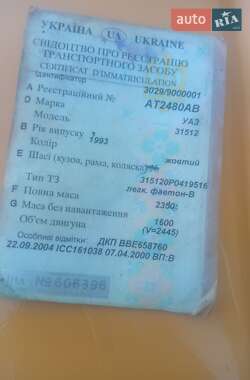 AUTO RIA
УКРАЇНА UA UKRAINE
СВІДОЦТВО ПРО РЕЄСТРАЦІЮ
ТРАНСПОРТНОГО ЗАСОБУ
CERTIFICAT D'IMMATRICULATION
Ідентифікатор 3029/9000001
A Реєстраційний № АТ2480АВ
D Марка УАЗ
Модель 31512
B Рік випуску 1993
Колір жовтий
E Шасі (кузов, рама, коляска) № 315120P0419516
Тип ТЗ легк. фаетон-В
F Повна маса 2350
G Маса без навантаження 1600
Об'єм двигуна (V=2445)
Особливі відмітки: ДКП ВВЕ658760
22.09.2004 ІСС161038 07.04.2000 ВП:В
№606396